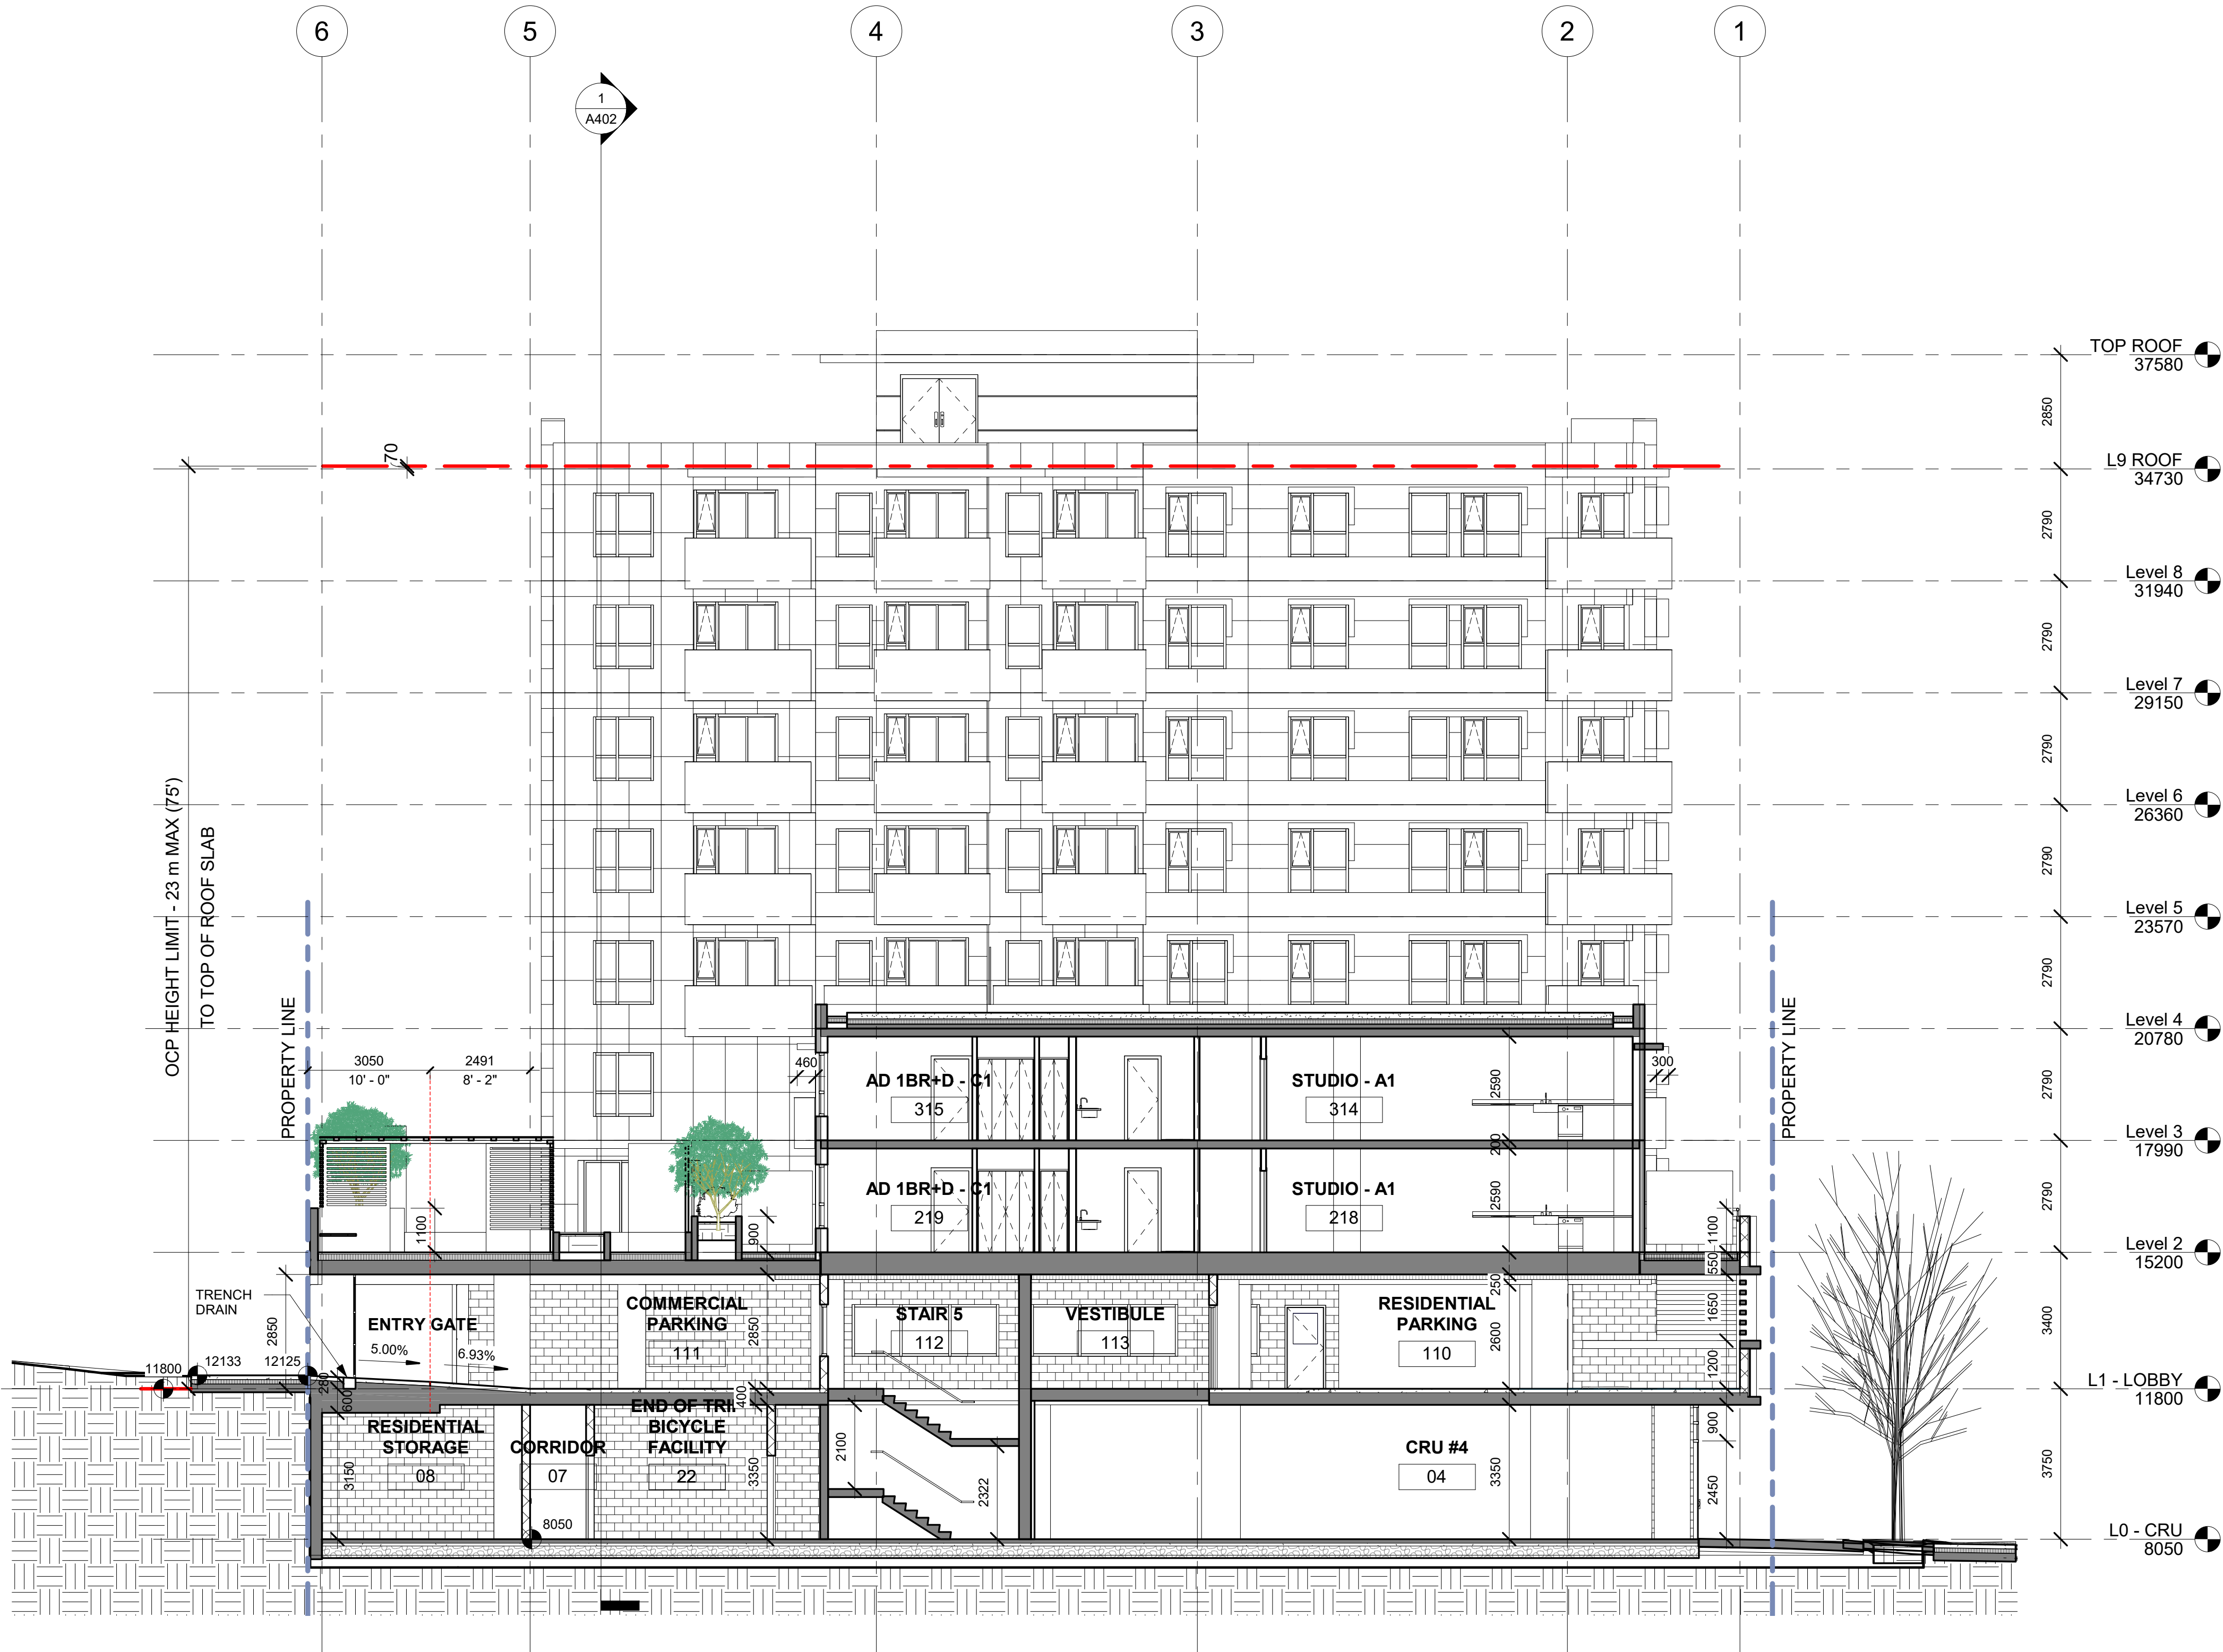 6
5
4
3
2
1
1
A402
TOP ROOF
37580
2850
70
L9 ROOF
34730
2790
Level 8
31940
2790
Level 7
29150
2790
Level 6
26360
2790
Level 5
23570
2790
Level 4
20780
2790
Level 3
17990
2790
Level 2
15200
3400
L1 - LOBBY
11800
3750
L0 - CRU
8050
OCP HEIGHT LIMIT - 23 m MAX (75')
TO TOP OF ROOF SLAB
PROPERTY LINE
PROPERTY LINE
3050
10' - 0"
2491
8' - 2"
460
300
AD 1BR+D - C1
315
STUDIO - A1
314
2590
200
AD 1BR+D - C1
219
STUDIO - A1
218
2590
1100
900
1100
550
TRENCH
DRAIN
2850
ENTRY GATE
5.00%
6.93%
COMMERCIAL
PARKING
111
2850
STAIR 5
112
VESTIBULE
113
RESIDENTIAL
PARKING
110
250
2600
1650
1200
11800
12133
12125
280
600
400
RESIDENTIAL
STORAGE
08
3150
CORRIDOR
07
END OF TRI
BICYCLE
FACILITY
22
3350
2100
2322
CRU #4
04
3350
900
2450
8050